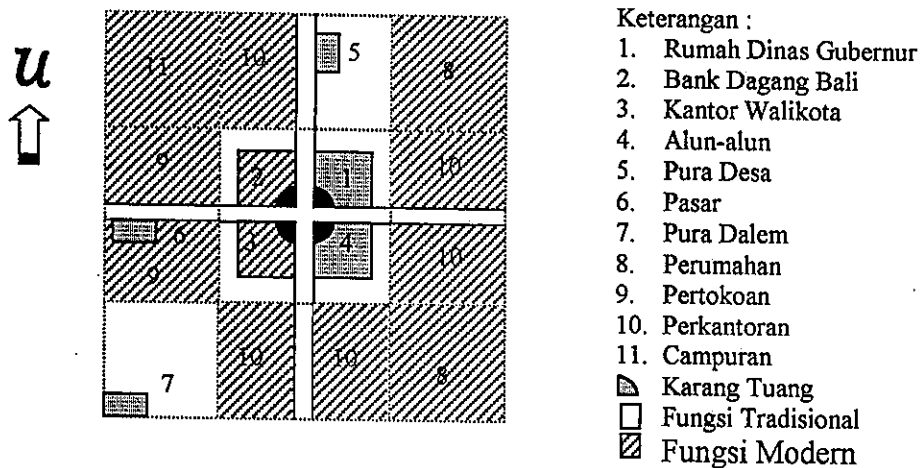 u
11
10
5
8
9
2
1
10
6
3
4
10
9
7
10
10
8
Keterangan :
1. Rumah Dinas Gubernur
2. Bank Dagang Bali
3. Kantor Walikota
4. Alun-alun
5. Pura Desa
6. Pasar
7. Pura Dalem
8. Perumahan
9. Pertokoan
10. Perkantoran
11. Campuran
Karang Tuang
Fungsi Tradisional
Fungsi Modern